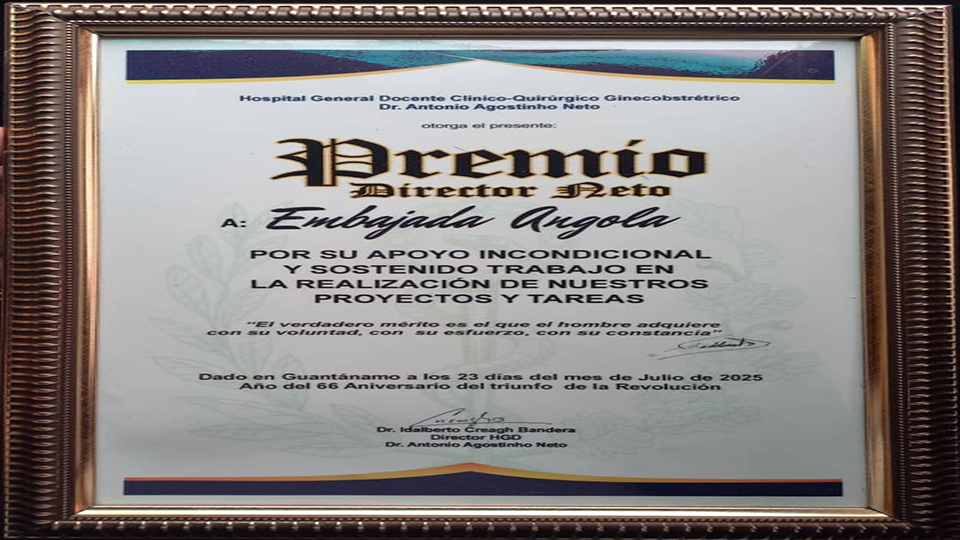 Hospital General Docente Clínico-Quirúrgico Ginecobstrétrico
Dr. Antonio Agostinho Neto
otorga el presente:
Premio
Director Neto
A: Embajada Angola
POR SU APOYO INCONDICIONAL
Y SOSTENIDO TRABAJO EN
LA REALIZACIÓN DE NUESTROS
PROYECTOS Y TAREAS
"El verdadero mérito es el que el hombre adquiere
con su voluntad, con su esfuerzo, con su constancia"
Dado en Guantánamo a los 23 días del mes de Julio de 2025
Año del 66 Aniversario del triunfo de la Revolución
Dr. Idalberto Creagh Bandera
Director HGD
Dr. Antonio Agostinho Neto